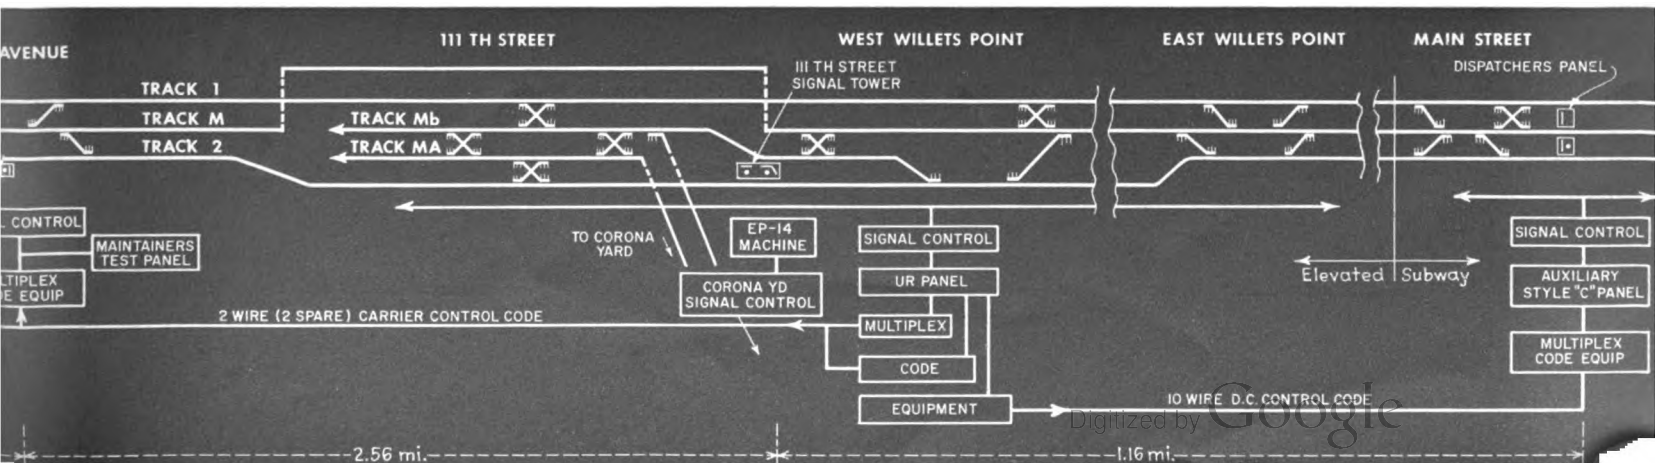 AVENUE
111 TH STREET
WEST WILLETS POINT
EAST WILLETS POINT
MAIN STREET
111 TH STREET
SIGNAL TOWER
DISPATCHERS PANEL
TRACK 1
TRACK M
TRACK Mb
TRACK 2
TRACK MA
L CONTROL
MAINTAINERS
TEST PANEL
LTIPLEX
DE EQUIP
TO CORONA
YARD
EP-14
MACHINE
SIGNAL CONTROL
SIGNAL CONTROL
Elevated
Subway
UR PANEL
CORONA YD
SIGNAL CONTROL
AUXILIARY
STYLE "C" PANEL
2 WIRE (2 SPARE) CARRIER CONTROL CODE
MULTIPLEX
MULTIPLEX
CODE EQUIP
CODE
EQUIPMENT
10 WIRE D.C. CONTROL CODE
Digitized by Google
2.56 mi.
1.16 mi.